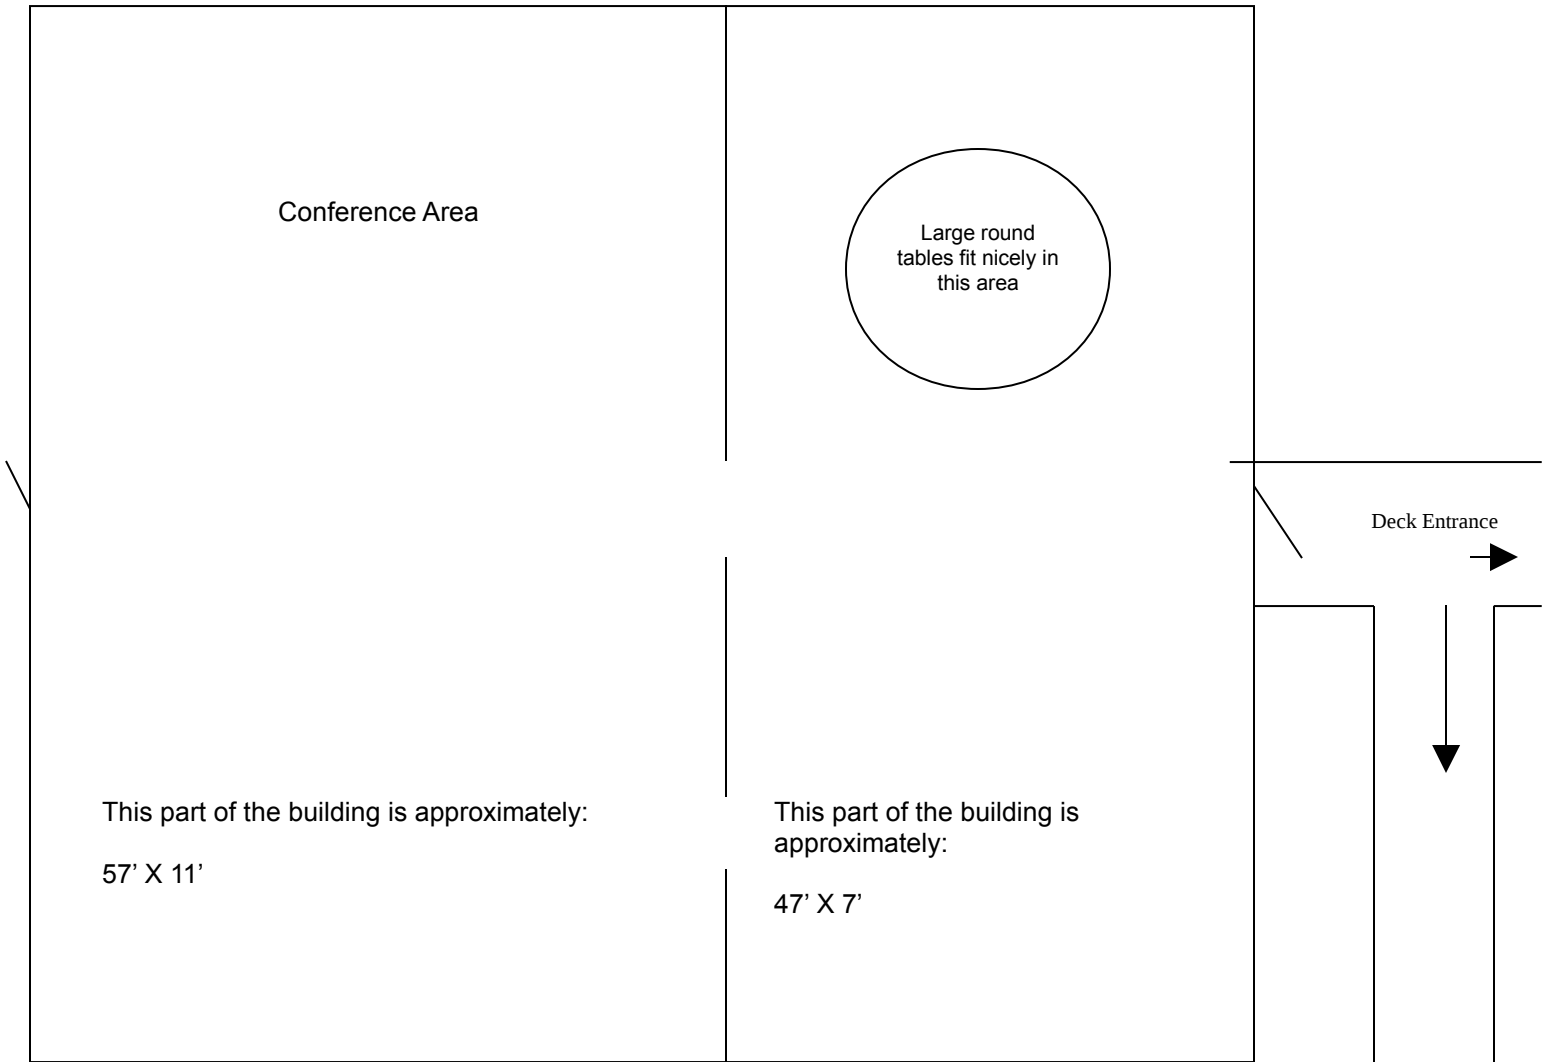 Conference Area
Large round
tables fit nicely in
this area
Deck Entrance
This part of the building is approximately:
57’ X 11’
This part of the building is
approximately:
47’ X 7’